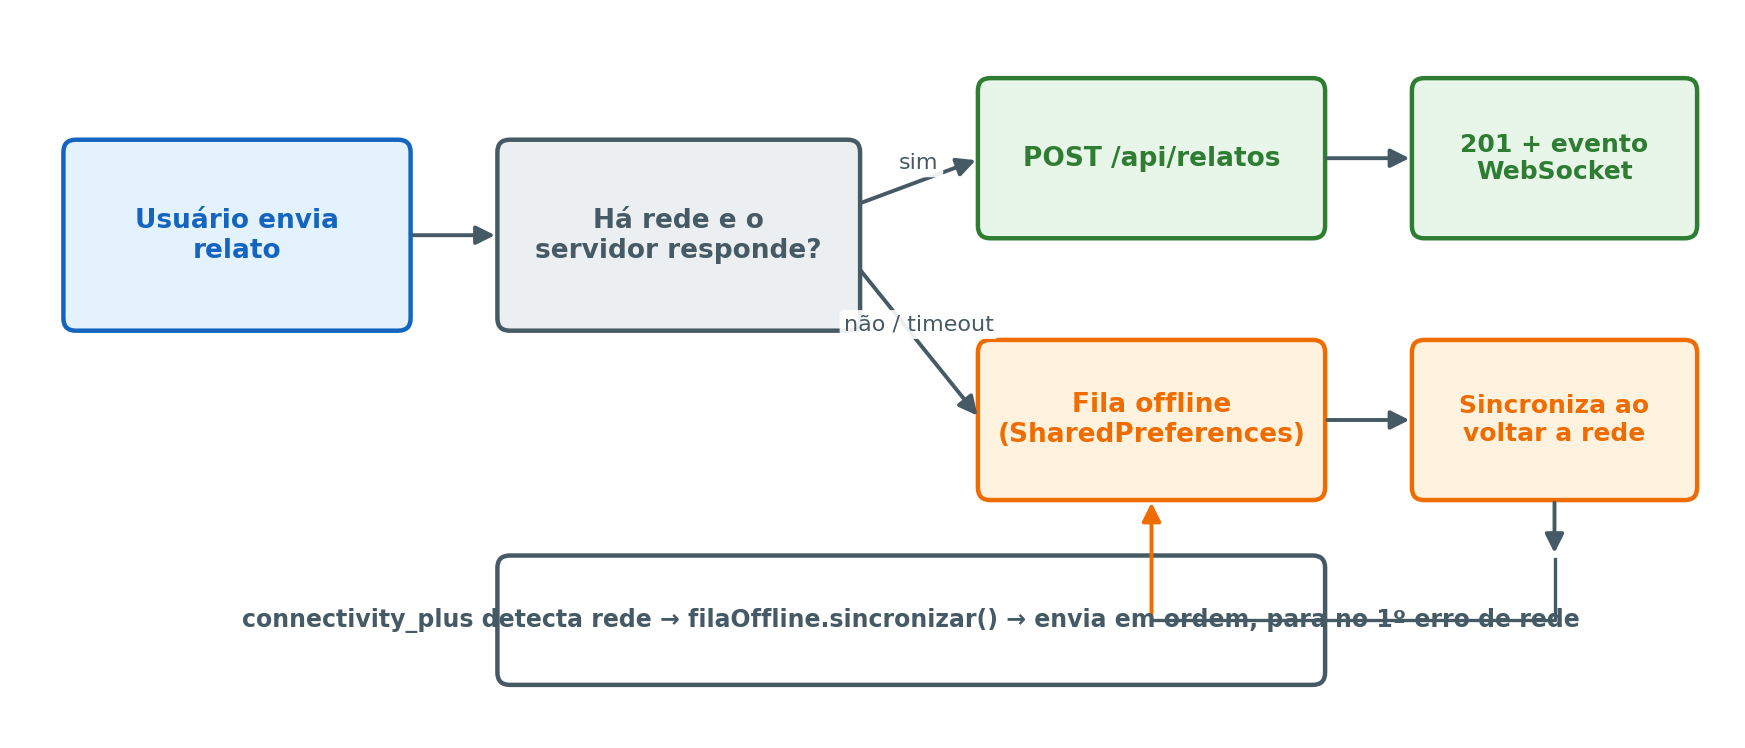 Usuário envia
relato
Há rede e o
servidor responde?
sim
POST /api/relatos
201 + evento
WebSocket
não / timeout
Fila offline
(SharedPreferences)
Sincroniza ao
voltar a rede
connectivity_plus detecta rede → filaOffline.sincronizar() → envia em ordem, para no 1º erro de rede